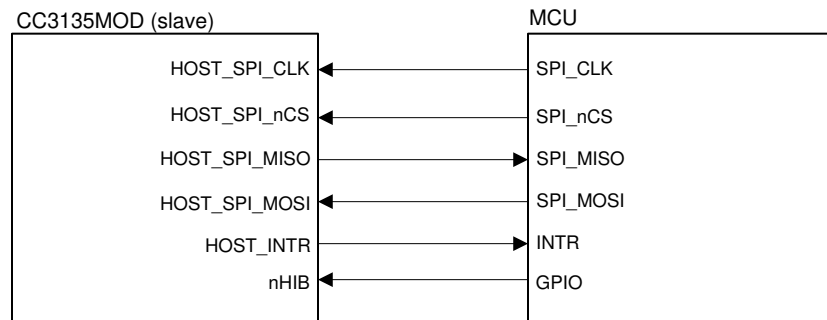 CC3135MOD (slave) MCU
HOST_SPI_CLK SPI_CLK
HOST_SPI_nCS SPI_nCS
HOST_SPI_MISO SPI_MISO
HOST_SPI_MOSI SPI_MOSI
HOST_INTR INTR
nHIB GPIO